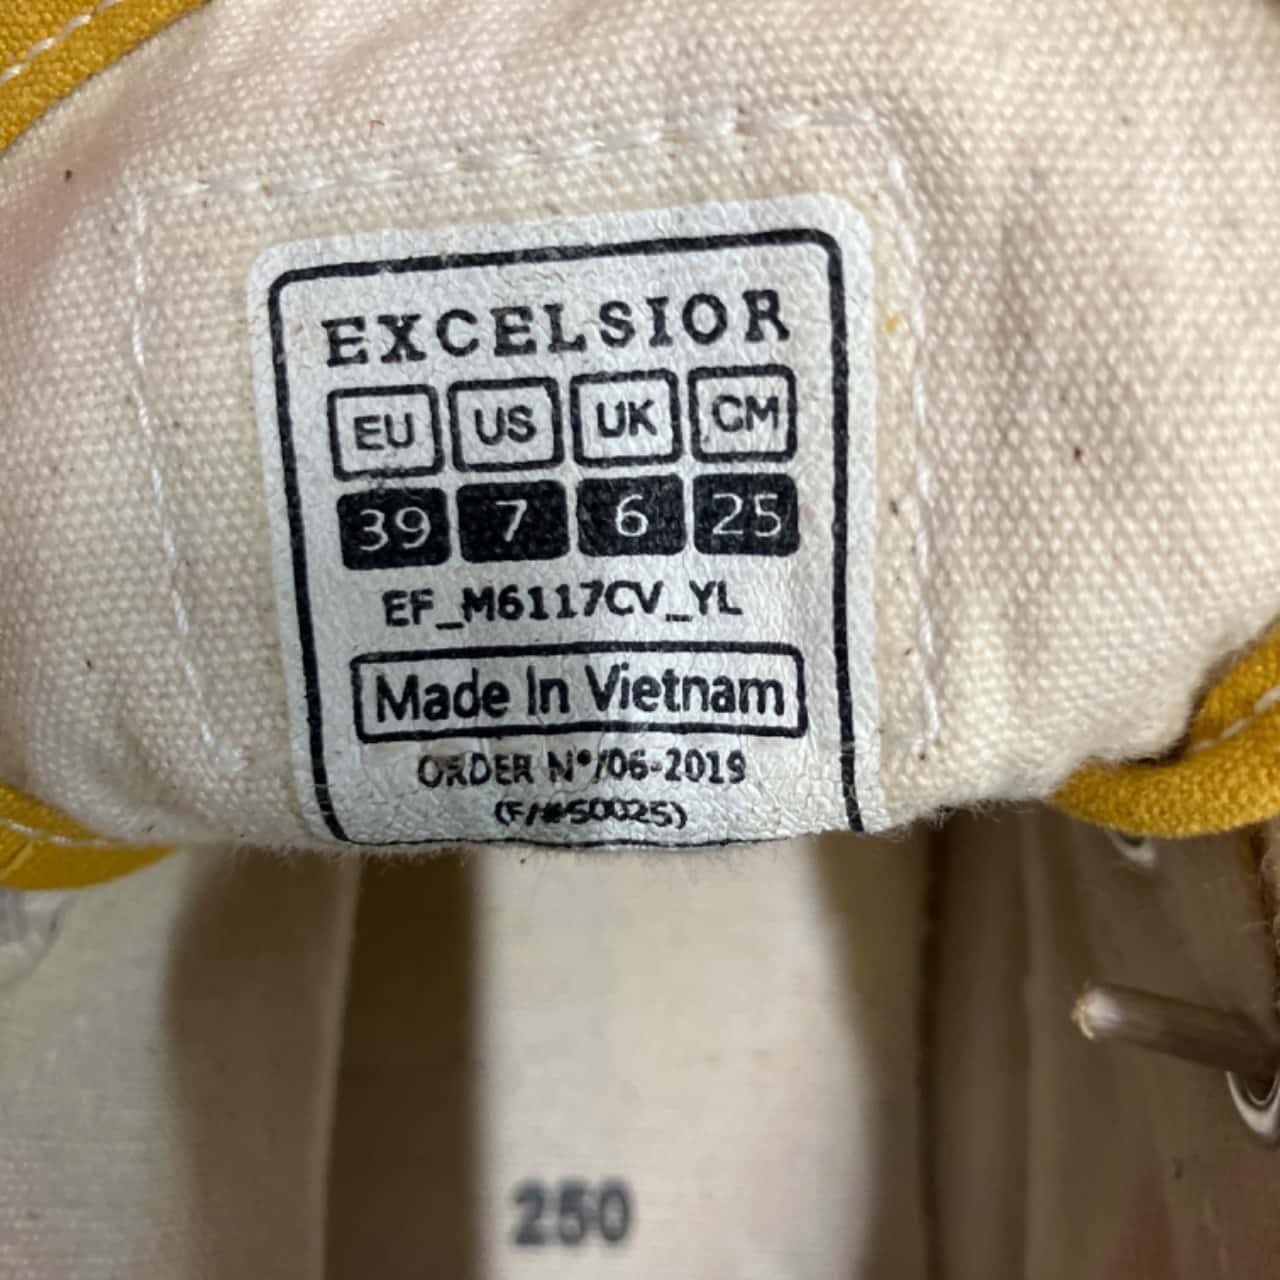 EXCELSIOR
EU US UK CM
39 7 6 25
EF_M6117CV_YL
Made In Vietnam
ORDER N°/06-2019
(F/#50025)
250